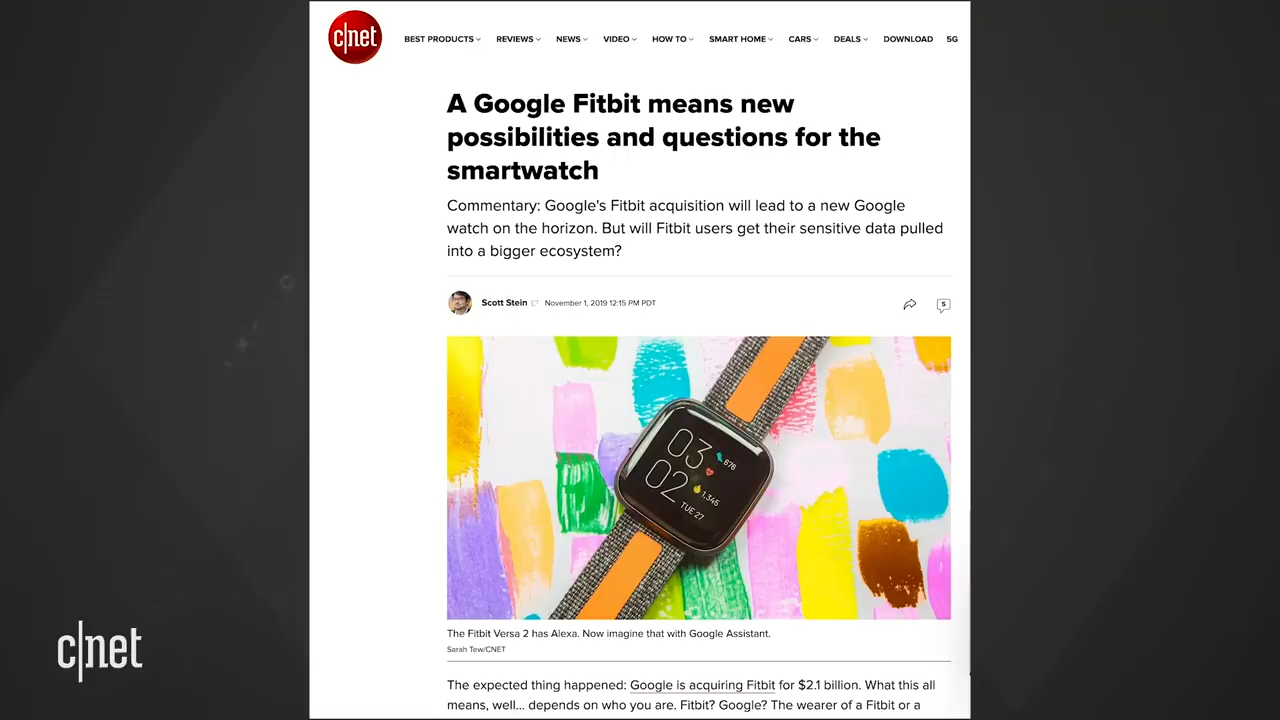 c|net
BEST PRODUCTS REVIEWS NEWS VIDEO HOW TO SMART HOME CARS DEALS DOWNLOAD 5G
A Google Fitbit means new
possibilities and questions for the
smartwatch
Commentary: Google's Fitbit acquisition will lead to a new Google
watch on the horizon. But will Fitbit users get their sensitive data pulled
into a bigger ecosystem?
Scott Stein November 1, 2019 12:15 PM PDT
5
03
02
676
1,345
TUE 27
The Fitbit Versa 2 has Alexa. Now imagine that with Google Assistant.
Sarah Tew/CNET
The expected thing happened: Google is acquiring Fitbit for $2.1 billion. What this all
means, well... depends on who you are. Fitbit? Google? The wearer of a Fitbit or a
c|net